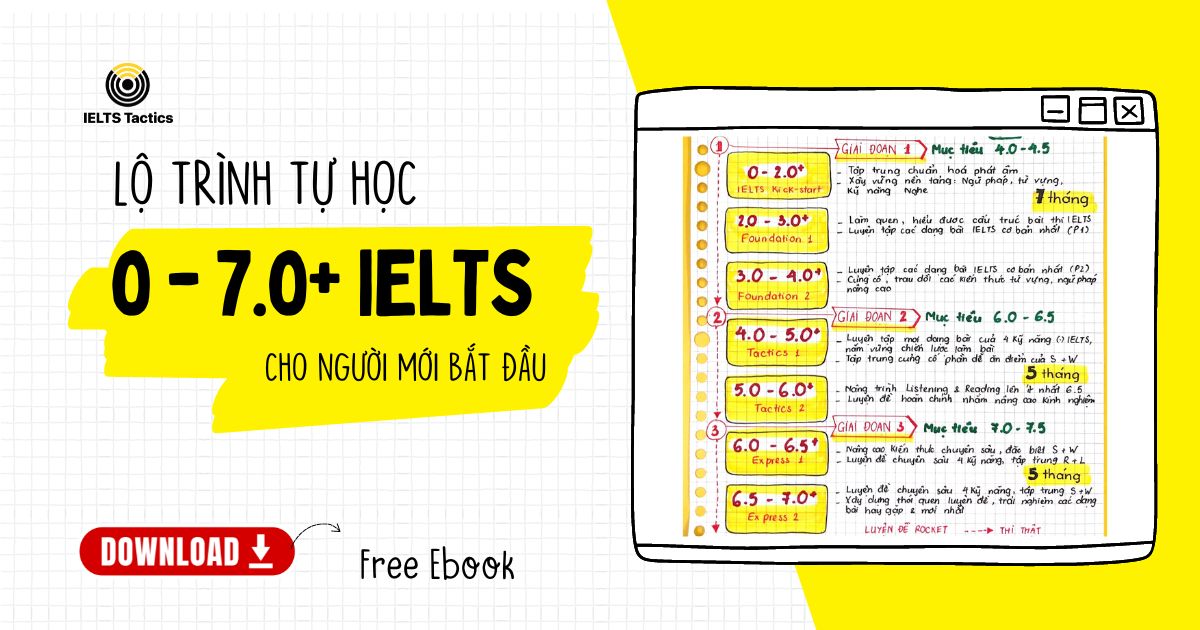 IELTS Tactics
LỘ TRÌNH TỰ HỌC
0 - 7.0+ IELTS
CHO NGƯỜI MỚI BẮT ĐẦU
DOWNLOAD
Free Ebook
1
GIAI ĐOẠN 1
Mục tiêu 4.0 - 4.5
0 - 2.0+
IELTS Kick-start
- Tập trung chuẩn hoá phát âm
- Xây vững nền tảng: Ngữ pháp, từ vựng,
Kỹ năng Nghe
7 tháng
2.0 - 3.0+
Foundation 1
- Làm quen, hiểu được cấu trúc bài thi IELTS
- Luyện tập các dạng bài IELTS cơ bản nhất (P1)
3.0 - 4.0+
Foundation 2
- Luyện tập các dạng bài IELTS cơ bản nhất (P2)
- Củng cố, trau dồi các kiến thức từ vựng, ngữ pháp
nâng cao
2
GIAI ĐOẠN 2
Mục tiêu 6.0 - 6.5
4.0 - 5.0+
Tactics 1
- Luyện tập mọi dạng bài của 4 kỹ năng IELTS,
nắm vững chiến lược làm bài
- Tập trung củng cố phần dễ ăn điểm của S + W
5 tháng
5.0 - 6.0+
Tactics 2
- Nâng trình Listening & Reading lên ít nhất 6.5
- Luyện đề hoàn chỉnh nhằm nâng cao kinh nghiệm
3
GIAI ĐOẠN 3
Mục tiêu 7.0 - 7.5
6.0 - 6.5+
Express 1
- Nâng cao kiến thức chuyên sâu, đặc biệt S + W
- Luyện đề chuyên sâu 4 kỹ năng, tập trung R + L
5 tháng
6.5 - 7.0+
Express 2
- Luyện đề chuyên sâu 4 kỹ năng, tập trung S + W
- Xây dựng thói quen luyện đề, trải nghiệm các dạng
bài hay gặp & mới nhất
LUYỆN ĐỀ ROCKET ----> THI THẬT